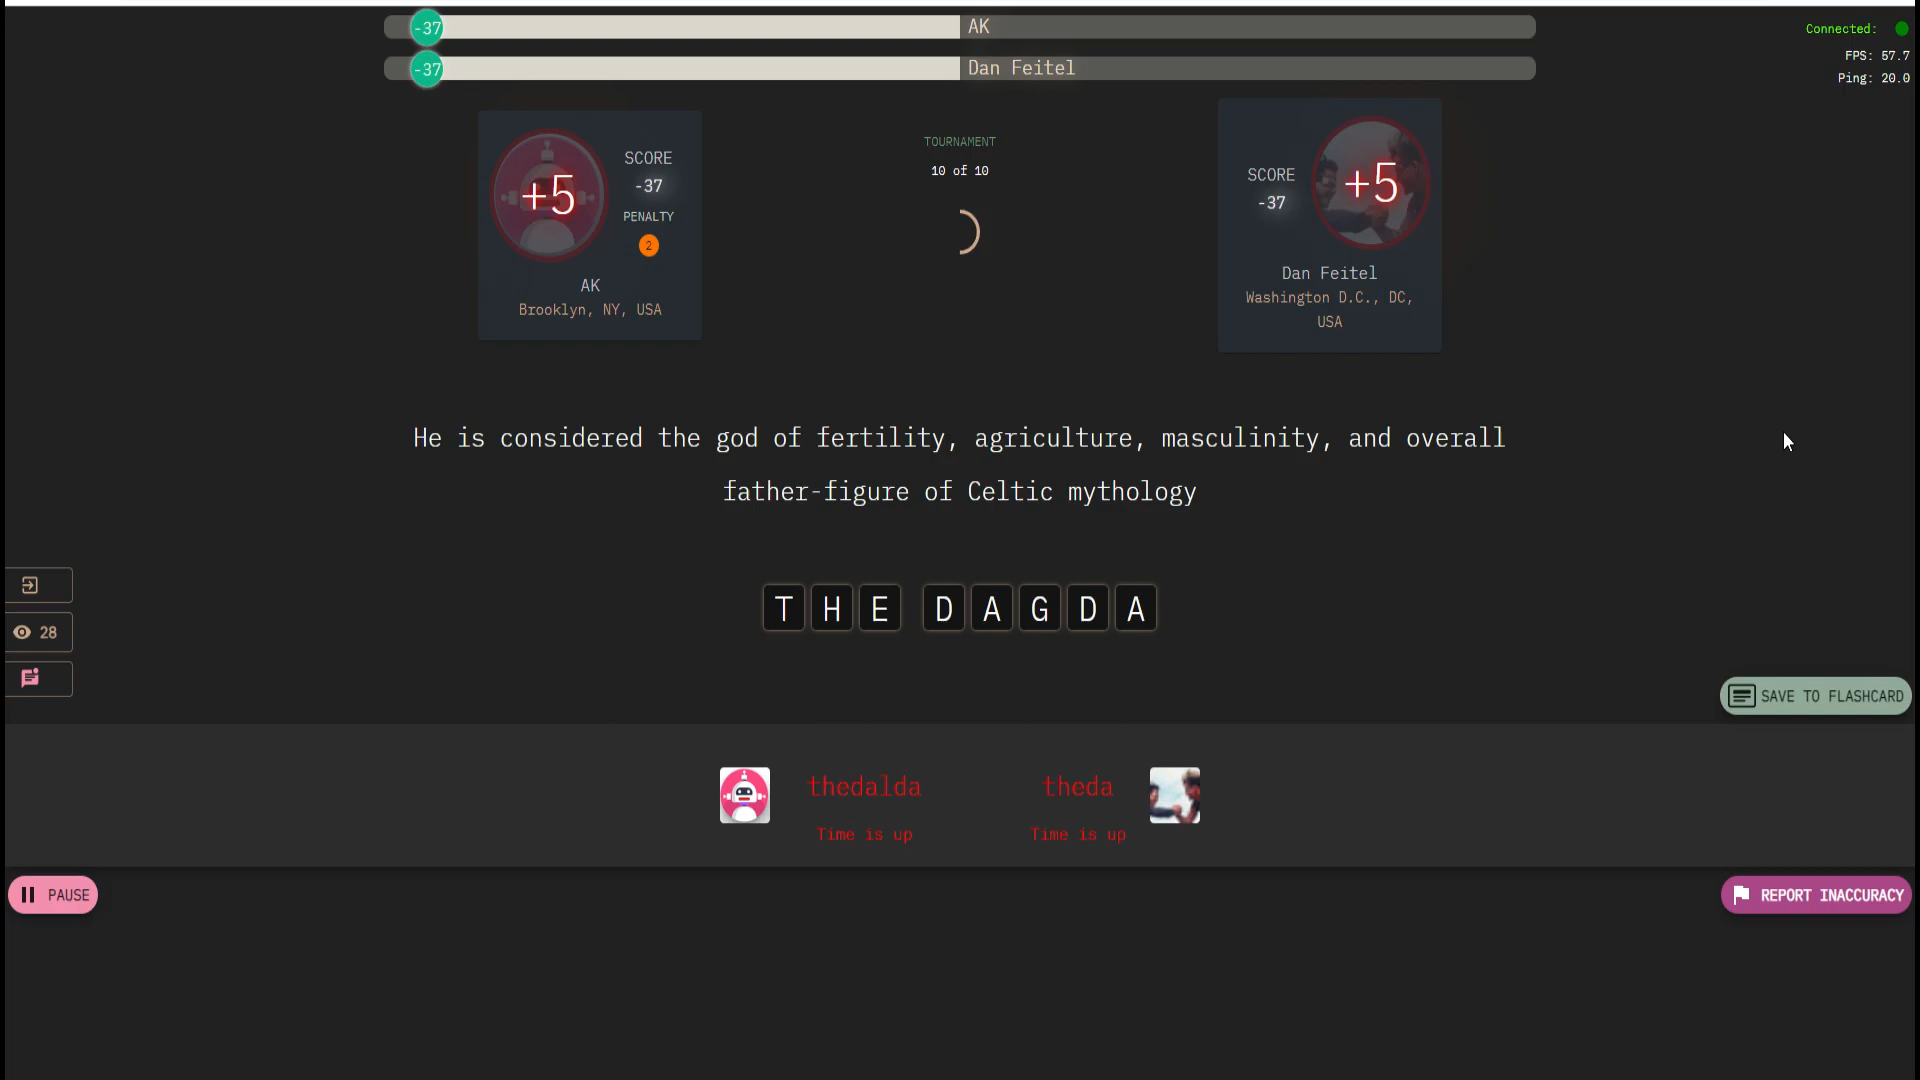 -37 AK
-37 Dan Feitel
Connected:
FPS: 57.7
Ping: 20.0
+5
SCORE
-37
PENALTY
2
AK
Brooklyn, NY, USA
TOURNAMENT
10 of 10
SCORE
-37
+5
Dan Feitel
Washington D.C., DC,
USA
He is considered the god of fertility, agriculture, masculinity, and overall
father-figure of Celtic mythology
THE DAGDA
28
SAVE TO FLASHCARD
thedalda
Time is up
theda
Time is up
PAUSE
REPORT INACCURACY